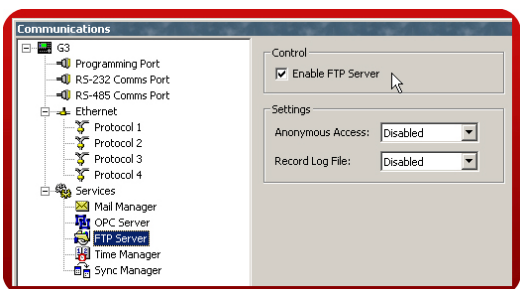 Communications
G3
Programming Port
RS-232 Comms Port
RS-485 Comms Port
Ethernet
Protocol 1
Protocol 2
Protocol 3
Protocol 4
Services
Mail Manager
OPC Server
FTP Server
Time Manager
Sync Manager
Control
Enable FTP Server
Settings
Anonymous Access: Disabled
Record Log File: Disabled